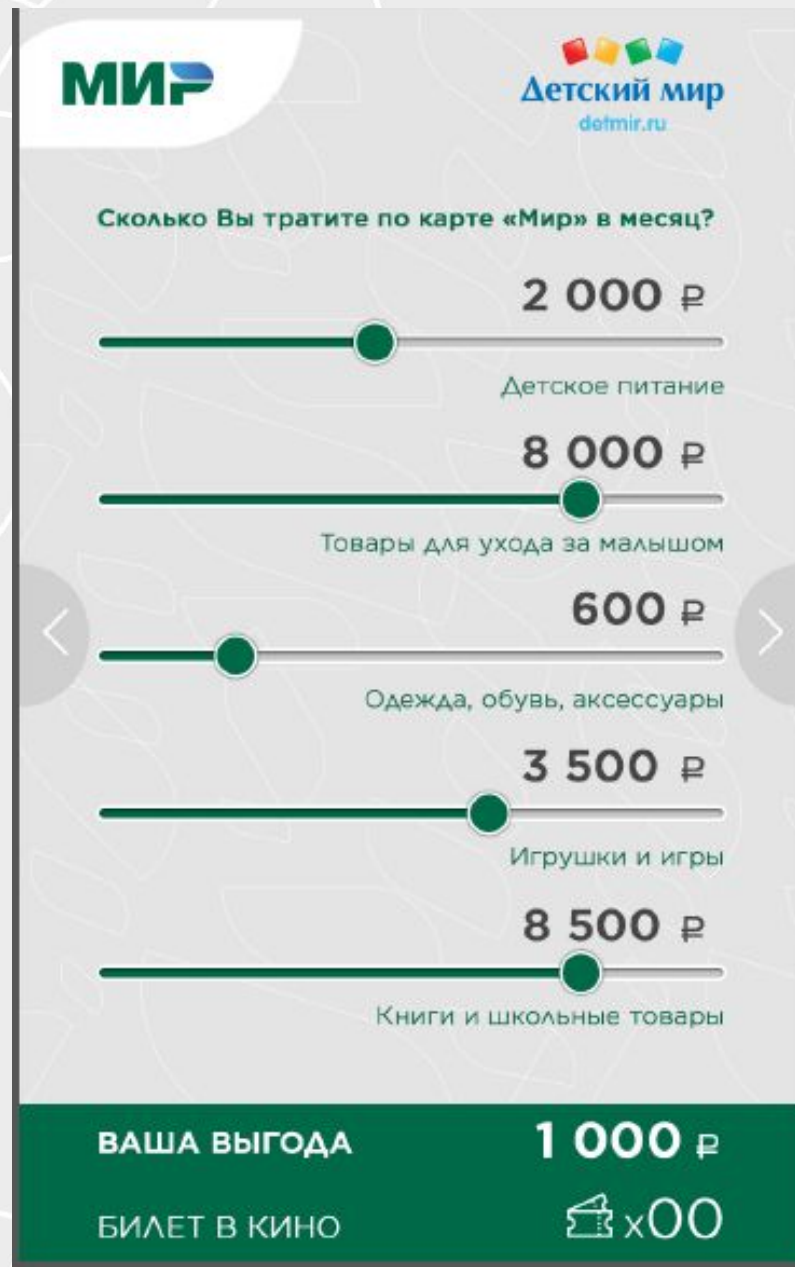 МИР
Детский мир
detmir.ru
Сколько Вы тратите по карте «Мир» в месяц?
2 000 ₽
Детское питание
8 000 ₽
Товары для ухода за малышом
600 ₽
Одежда, обувь, аксессуары
3 500 ₽
Игрушки и игры
8 500 ₽
Книги и школьные товары
ВАША ВЫГОДА 1 000 ₽
БИЛЕТ В КИНО x00